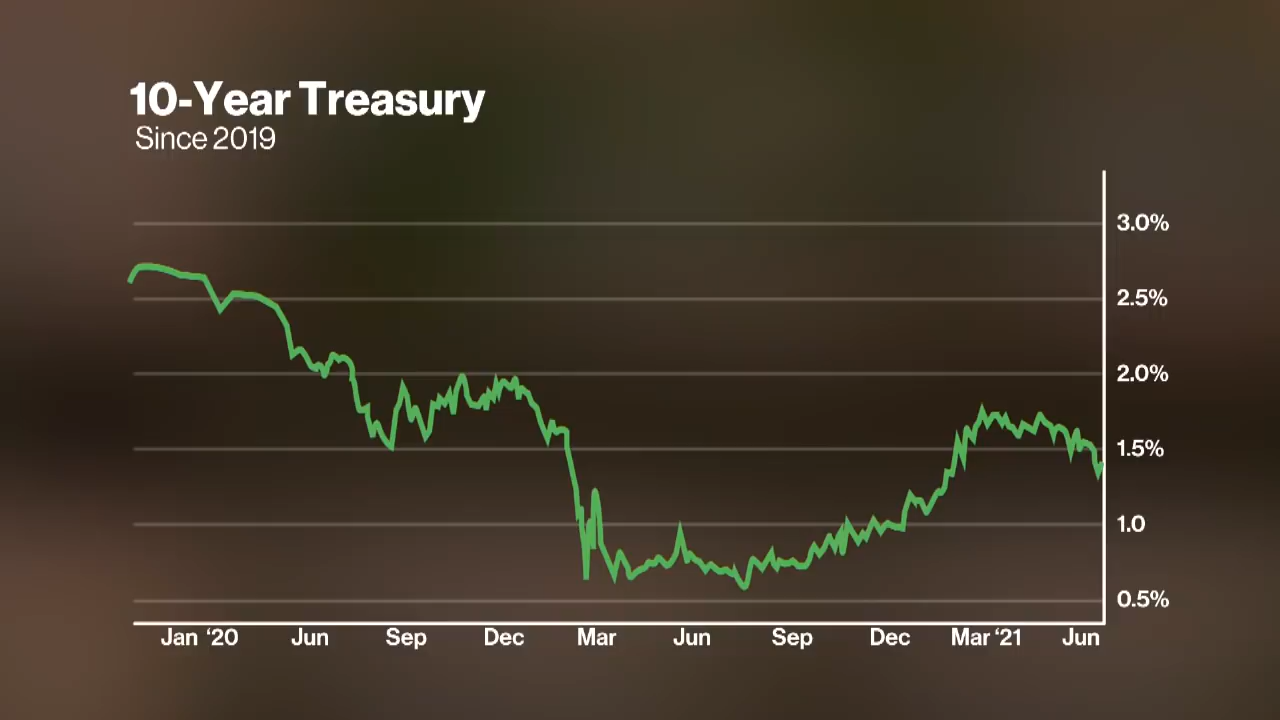 10-Year Treasury
Since 2019
3.0%
2.5%
2.0%
1.5%
1.0
0.5%
Jan ‘20 Jun Sep Dec Mar Jun Sep Dec Mar ‘21 Jun